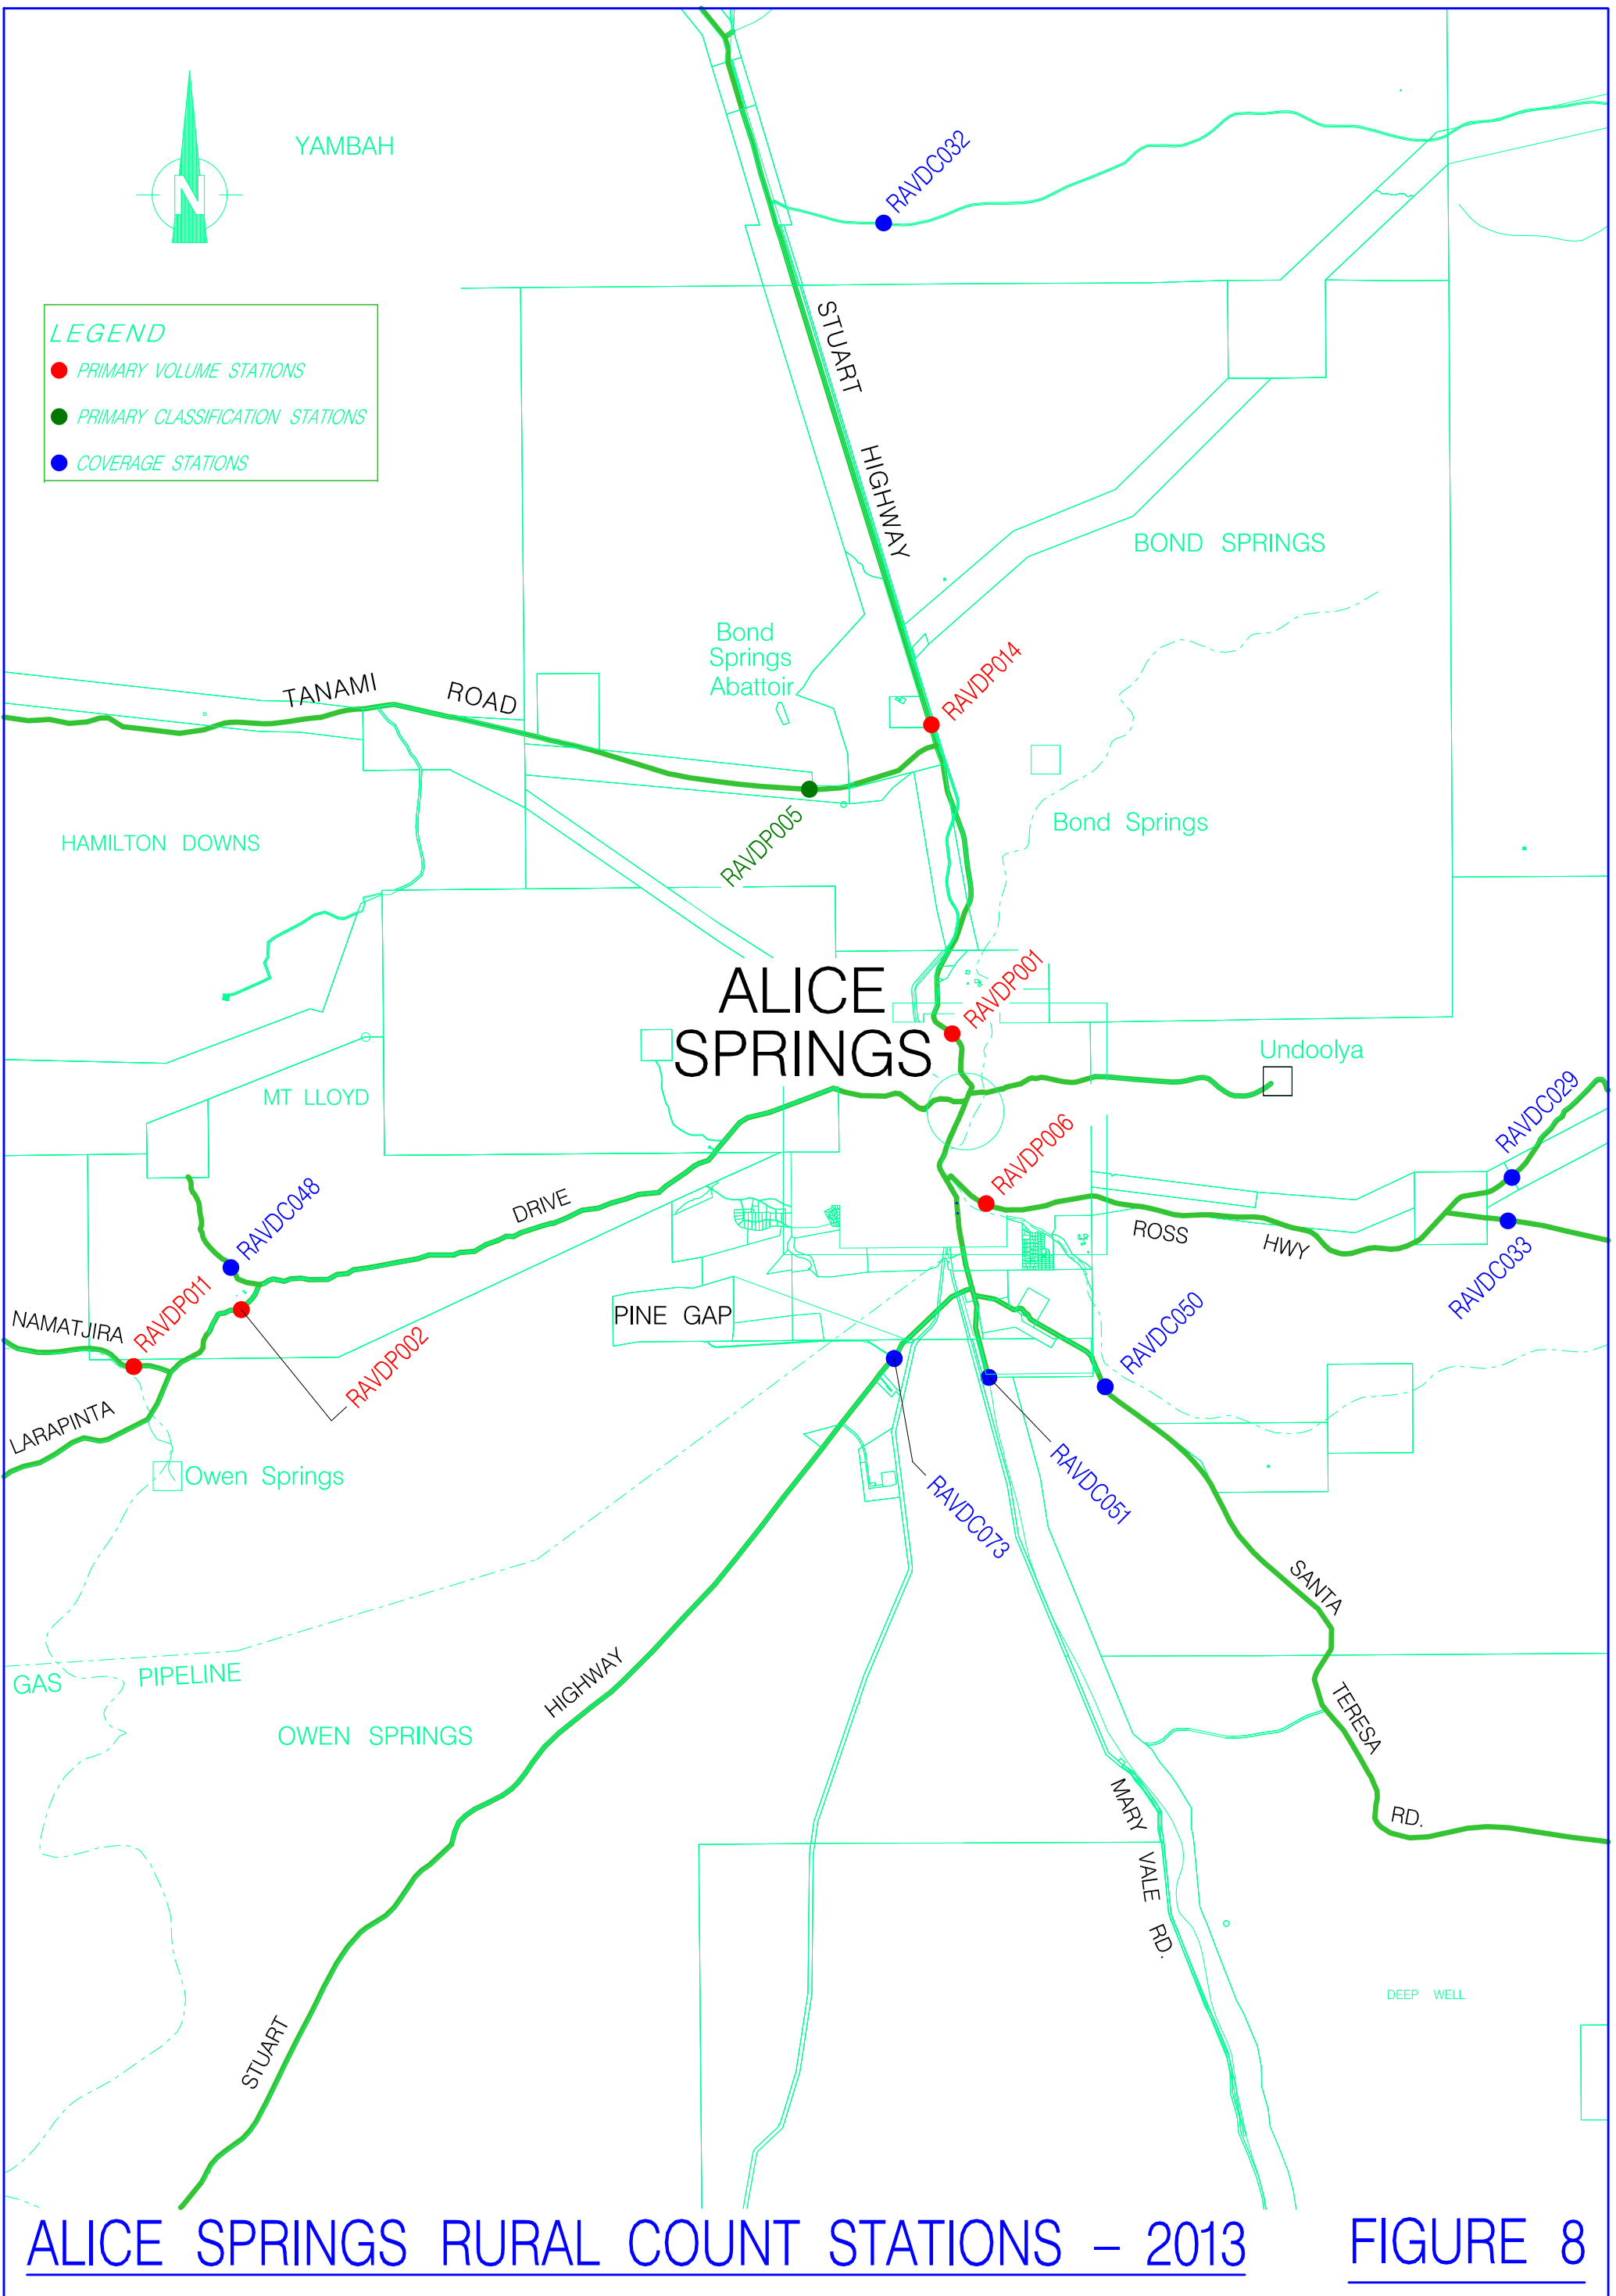 YAMBAH
N
RAVDC032
LEGEND
PRIMARY VOLUME STATIONS
PRIMARY CLASSIFICATION STATIONS
COVERAGE STATIONS
STUART
HIGHWAY
BOND SPRINGS
Bond
Springs
Abattoir
RAVDP014
TANAMI ROAD
RAVDP005
Bond Springs
HAMILTON DOWNS
ALICE
SPRINGS
RAVDP001
Undoolya
MT LLOYD
RAVDC029
RAVDP006
RAVDC048
DRIVE
ROSS HWY
RAVDC033
RAVDP011
NAMATJIRA
RAVDP002
PINE GAP
RAVDC050
LARAPINTA
Owen Springs
RAVDC051
RAVDC073
SANTA
TERESA
RD.
GAS PIPELINE
HIGHWAY
OWEN SPRINGS
MARY
VALE
RD.
DEEP WELL
STUART
ALICE SPRINGS RURAL COUNT STATIONS – 2013 FIGURE 8